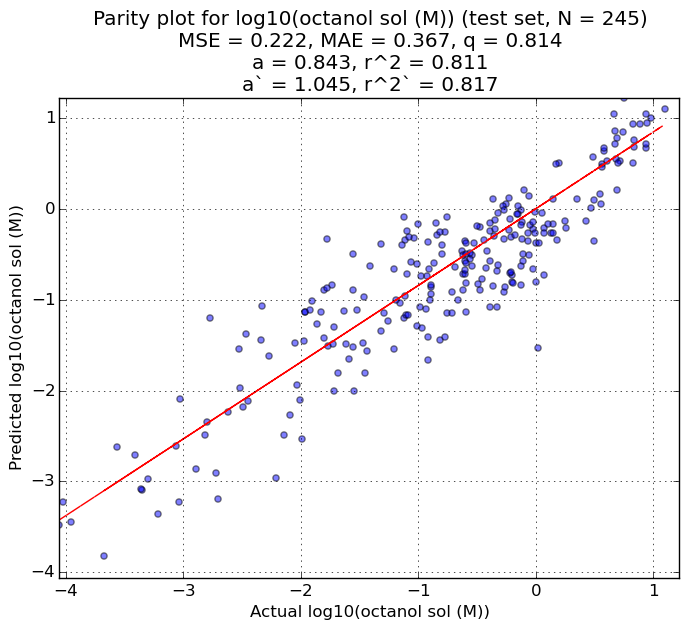 Parity plot for log10(octanol sol (M)) (test set, N = 245)
MSE = 0.222, MAE = 0.367, q = 0.814
a = 0.843, r^2 = 0.811
a` = 1.045, r^2` = 0.817
1
0
−1
−2
−3
−4
Predicted log10(octanol sol (M))
−4 −3 −2 −1 0 1
Actual log10(octanol sol (M))